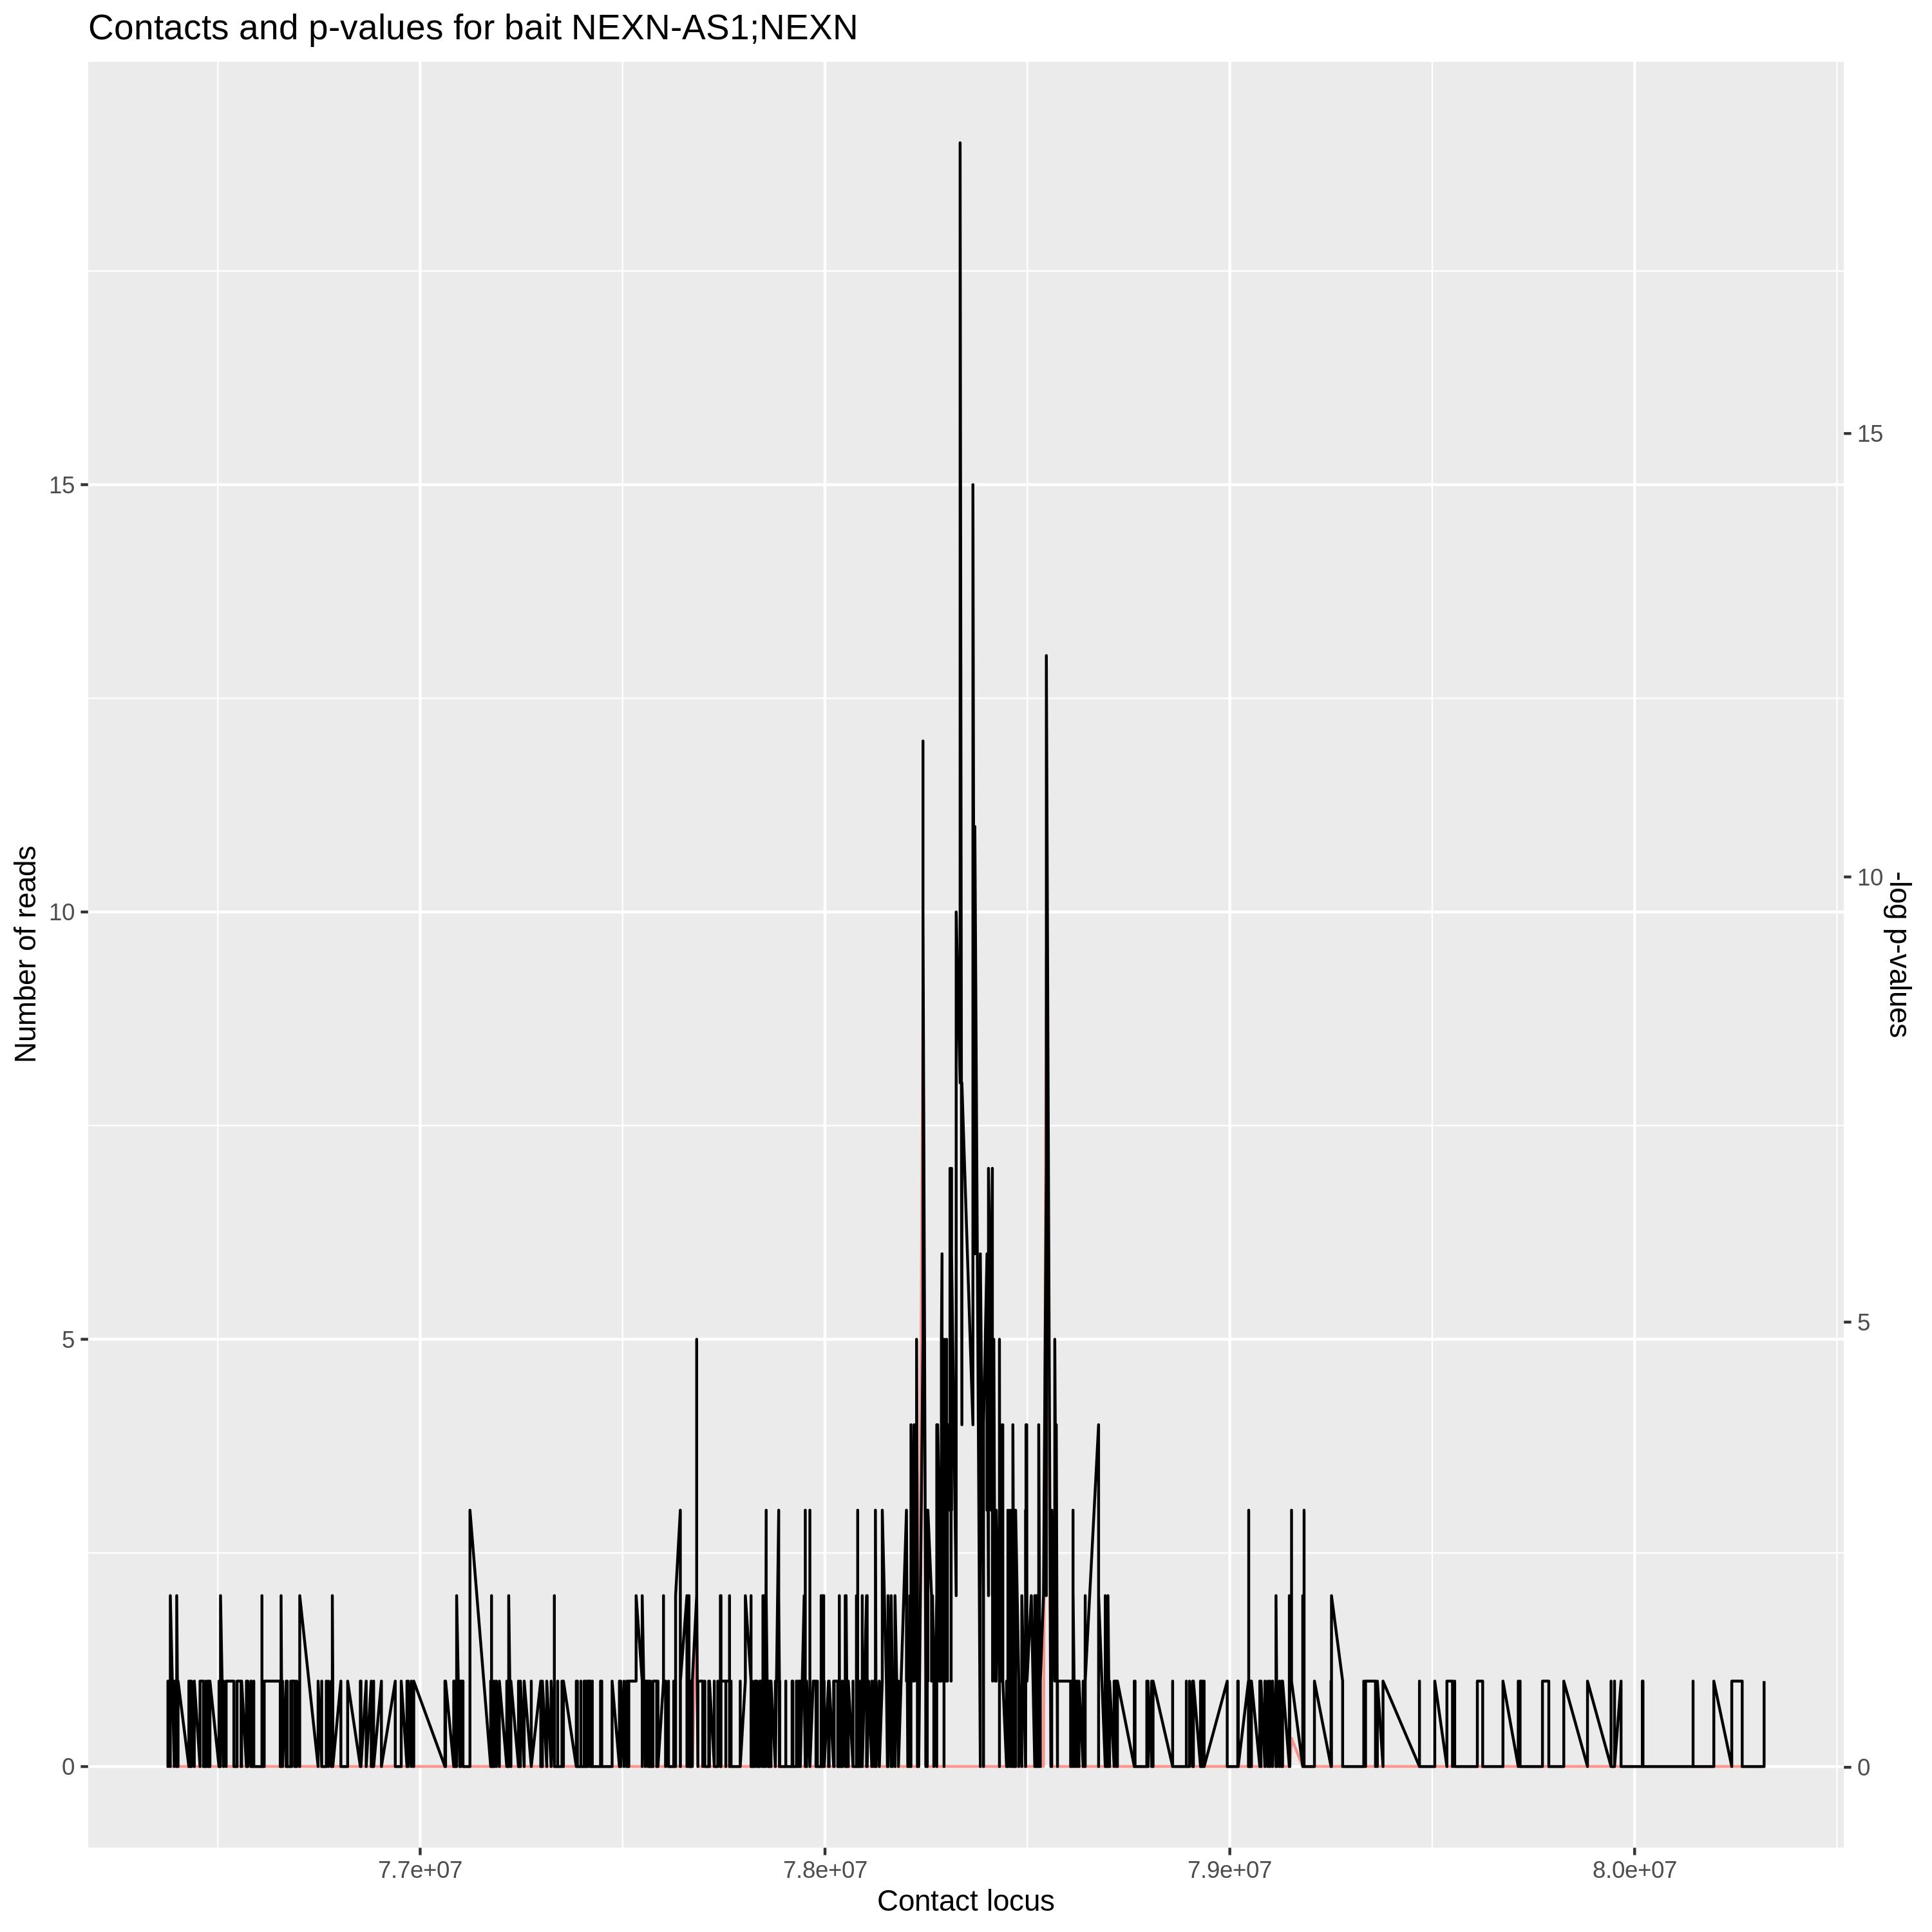 Contacts and p-values for bait NEXN-AS1;NEXN
Number of reads
15
10
5
0
15
10
5
0
-log p-values
7.7e+07 7.8e+07 7.9e+07 8.0e+07
Contact locus